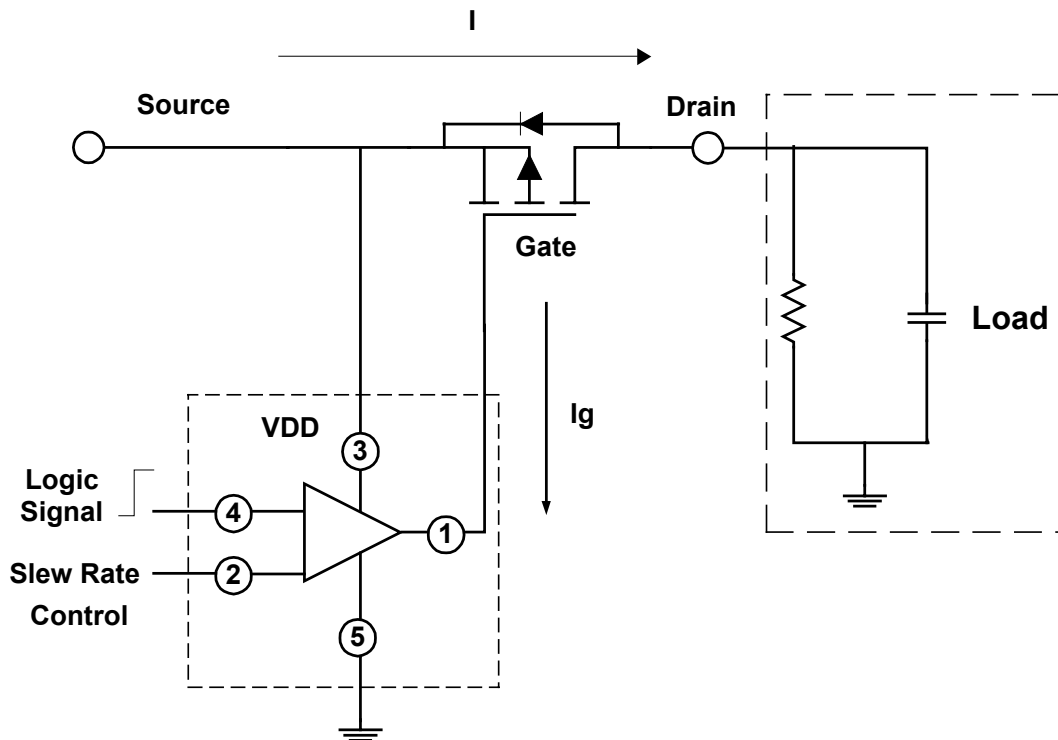 I
Source
Drain
Gate
Load
Ig
VDD
3
Logic
Signal
4
1
2
Slew Rate
Control
5